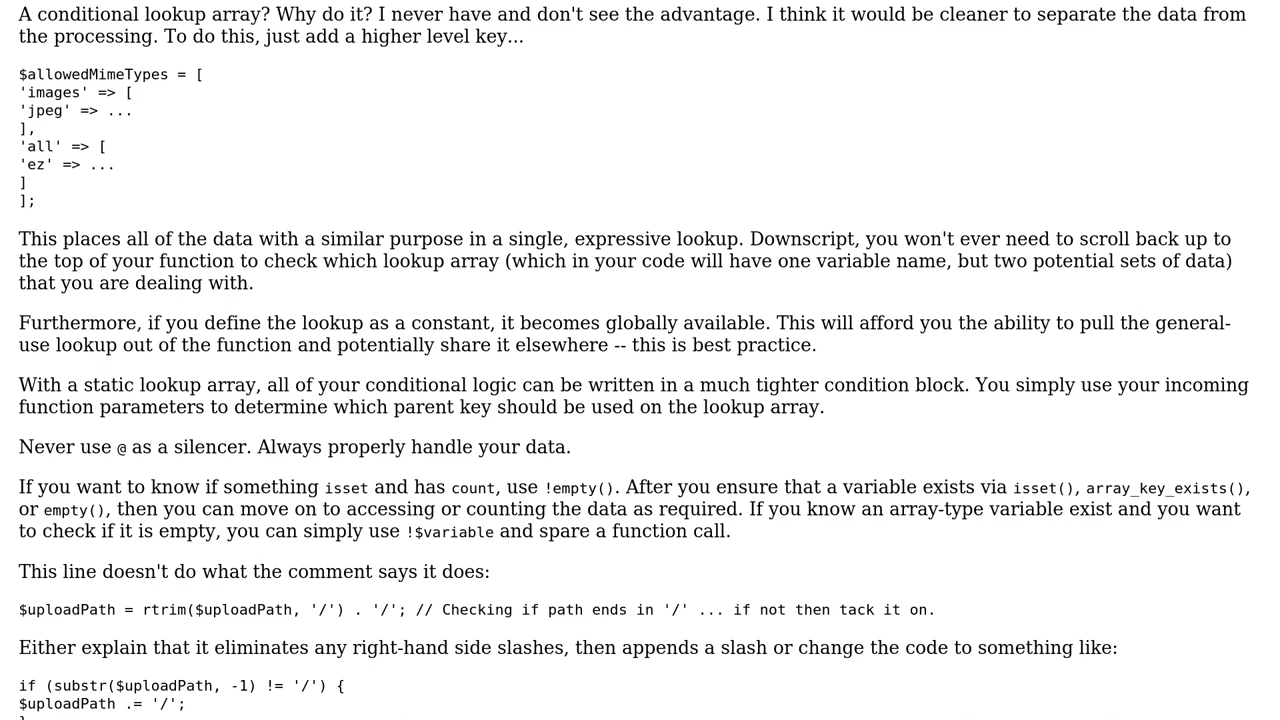 A conditional lookup array? Why do it? I never have and don't see the advantage. I think it would be cleaner to separate the data from
the processing. To do this, just add a higher level key...
$allowedMimeTypes = [
'images' => [
'jpeg' => ...
],
'all' => [
'ez' => ...
]
];
This places all of the data with a similar purpose in a single, expressive lookup. Downscript, you won't ever need to scroll back up to
the top of your function to check which lookup array (which in your code will have one variable name, but two potential sets of data)
that you are dealing with.
Furthermore, if you define the lookup as a constant, it becomes globally available. This will afford you the ability to pull the general-
use lookup out of the function and potentially share it elsewhere -- this is best practice.
With a static lookup array, all of your conditional logic can be written in a much tighter condition block. You simply use your incoming
function parameters to determine which parent key should be used on the lookup array.
Never use @ as a silencer. Always properly handle your data.
If you want to know if something isset and has count, use !empty(). After you ensure that a variable exists via isset(), array_key_exists(),
or empty(), then you can move on to accessing or counting the data as required. If you know an array-type variable exist and you want
to check if it is empty, you can simply use !$variable and spare a function call.
This line doesn't do what the comment says it does:
$uploadPath = rtrim($uploadPath, '/') . '/'; // Checking if path ends in '/' ... if not then tack it on.
Either explain that it eliminates any right-hand side slashes, then appends a slash or change the code to something like:
if (substr($uploadPath, -1) != '/') {
$uploadPath .= '/';